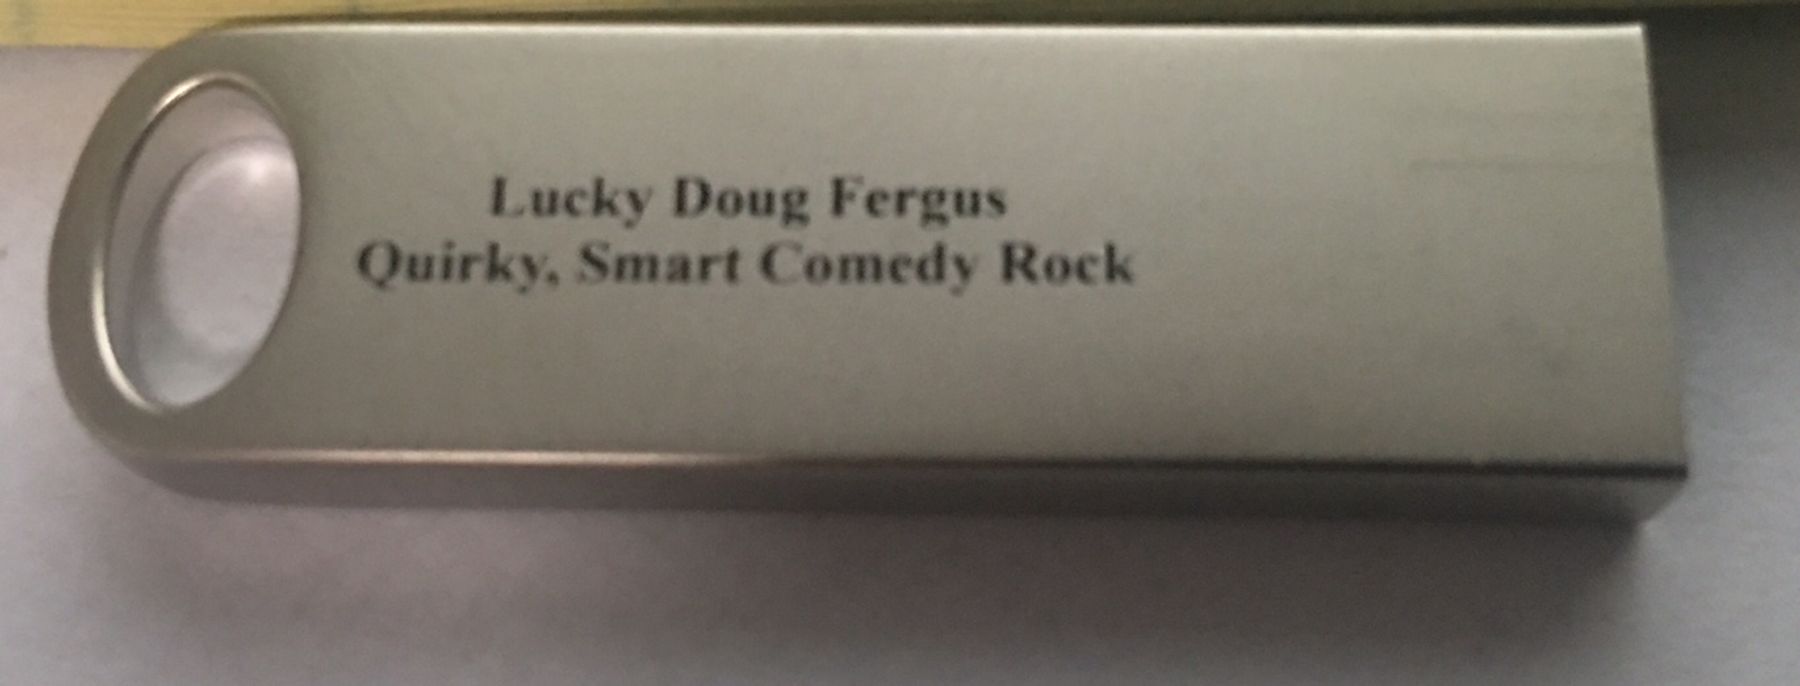 Lucky Doug Fergus
Quirky, Smart Comedy Rock